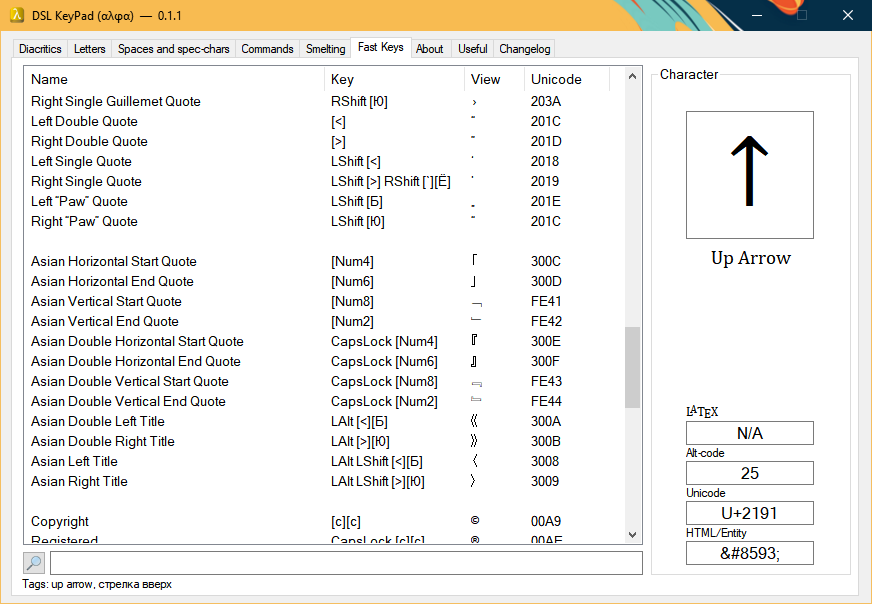 DSL KeyPad (αλφα) — 0.1.1
Diacritics Letters Spaces and spec-chars Commands Smelting Fast Keys About Useful Changelog
Name Key View Unicode
Right Single Guillemet Quote RShift [Ю] › 203A
Left Double Quote [<] “ 201C
Right Double Quote [>] ” 201D
Left Single Quote LShift [<] ‘ 2018
Right Single Quote LShift [>] RShift [`][Ё] ’ 2019
Left “Paw” Quote LShift [Б] „ 201E
Right “Paw” Quote LShift [Ю] “ 201C
Asian Horizontal Start Quote [Num4] 「 300C
Asian Horizontal End Quote [Num6] 」 300D
Asian Vertical Start Quote [Num8] ﹁ FE41
Asian Vertical End Quote [Num2] ﹂ FE42
Asian Double Horizontal Start Quote CapsLock [Num4] 『 300E
Asian Double Horizontal End Quote CapsLock [Num6] 』 300F
Asian Double Vertical Start Quote CapsLock [Num8] ﹃ FE43
Asian Double Vertical End Quote CapsLock [Num2] ﹄ FE44
Asian Double Left Title LAlt [<][Б] 《 300A
Asian Double Right Title LAlt [>][Ю] 》 300B
Asian Left Title LAlt LShift [<][Б] 〈 3008
Asian Right Title LAlt LShift [>][Ю] 〉 3009
Copyright [c][c] © 00A9
Registered CapsLock [c][c] ® 00AE
Tags: up arrow, стрелка вверх
Character
↑
Up Arrow
LATEX
N/A
Alt-code
25
Unicode
U+2191
HTML/Entity
&#8593;